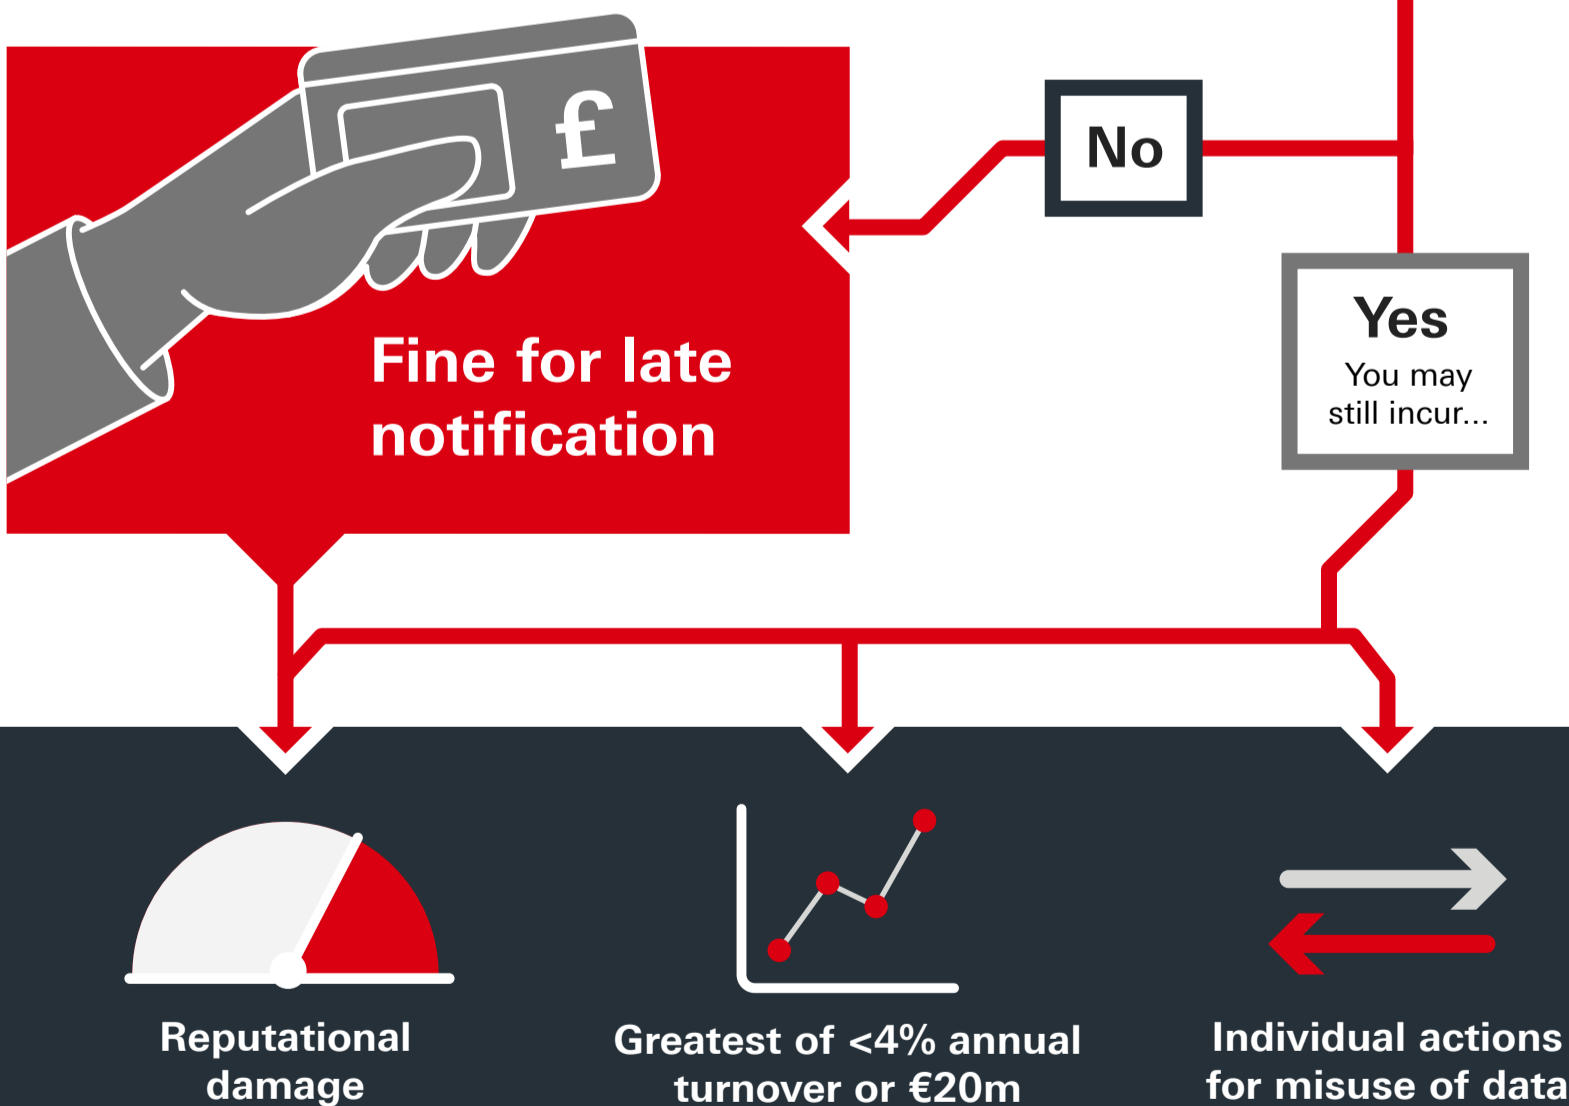 £
No
Yes
You may
still incur...
Fine for late
notification
Reputational
damage
Greatest of <4% annual
turnover or €20m
Individual actions
for misuse of data